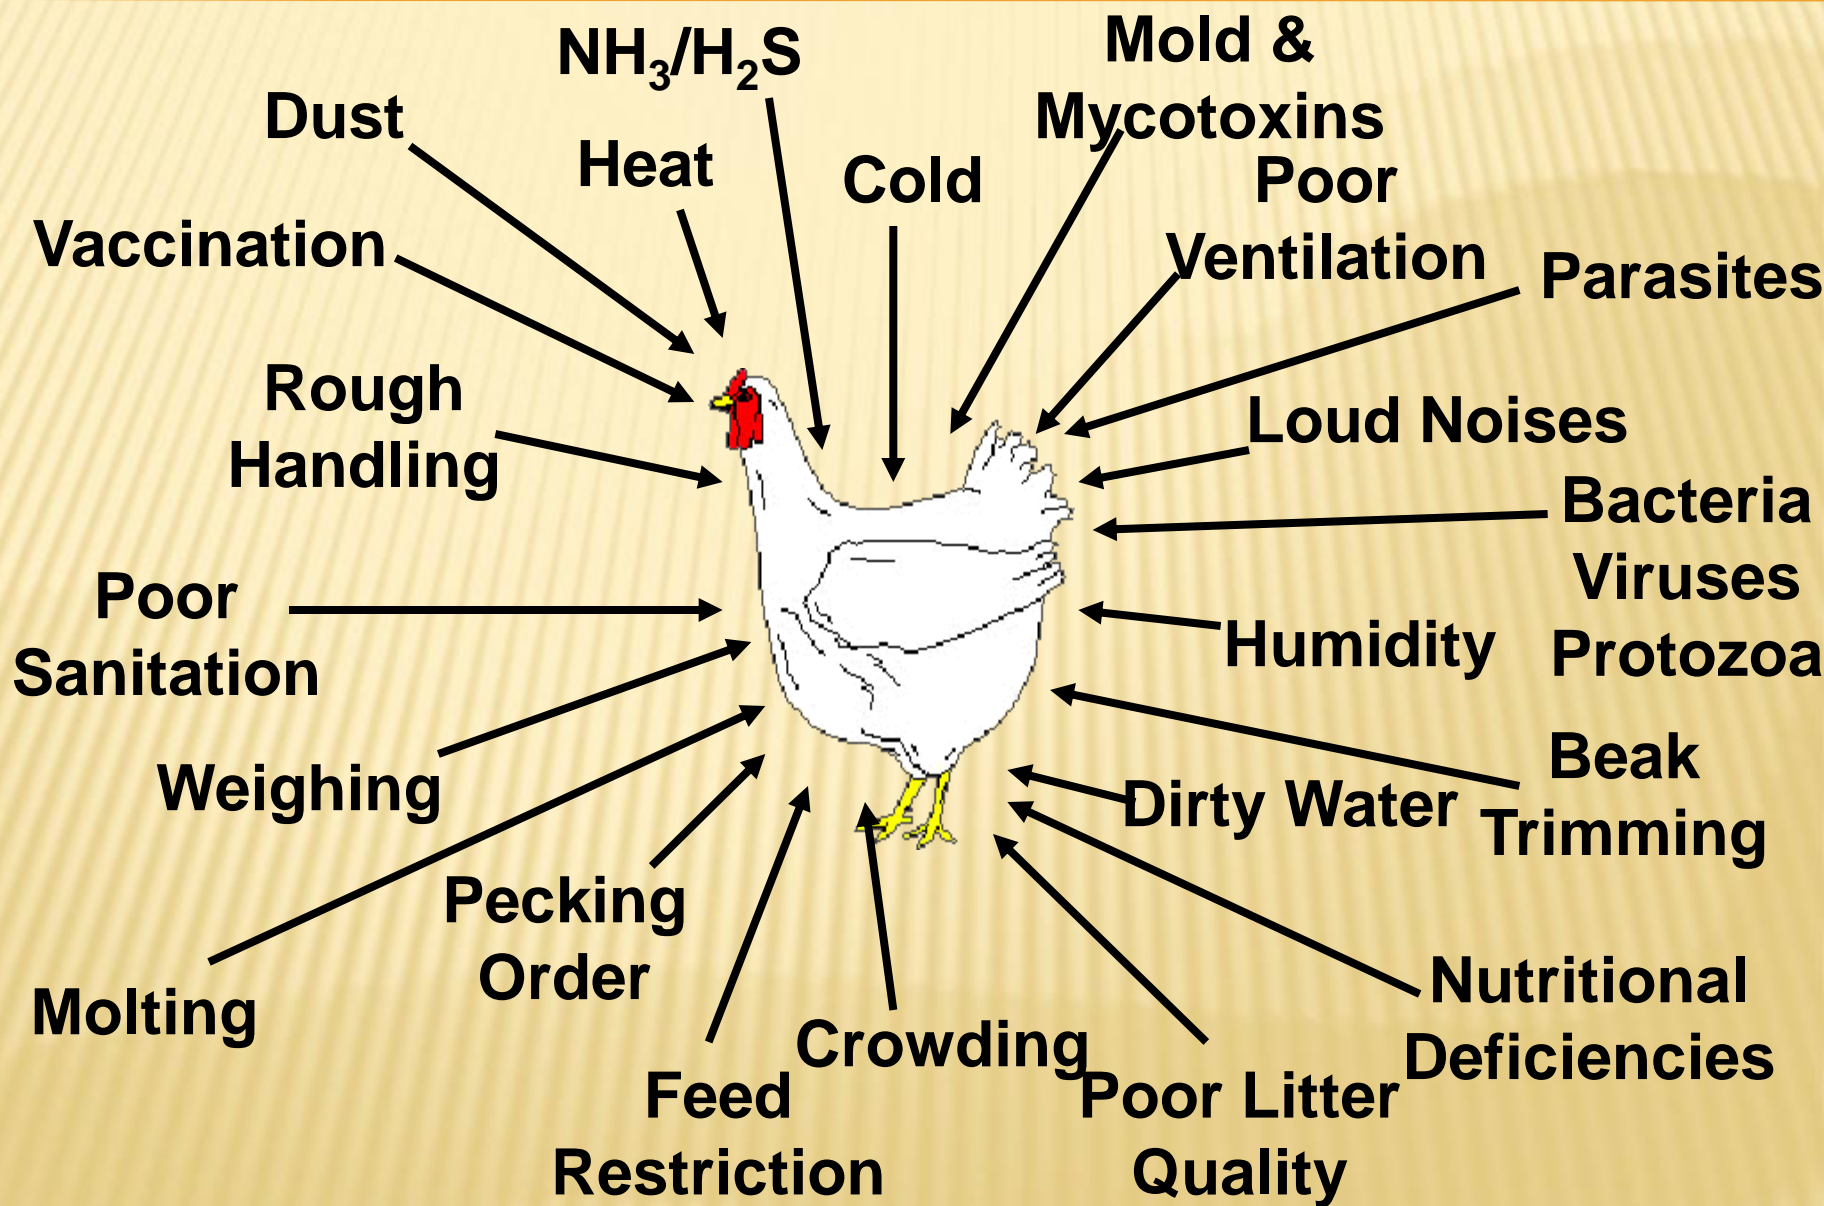 NH₃/H₂S
Mold &
Mycotoxins
Dust
Heat
Cold
Poor
Ventilation
Vaccination
Parasites
Rough
Handling
Loud Noises
Bacteria
Viruses
Protozoa
Poor
Sanitation
Humidity
Weighing
Beak
Trimming
Dirty Water
Pecking
Order
Molting
Nutritional
Deficiencies
Crowding
Feed
Restriction
Poor Litter
Quality